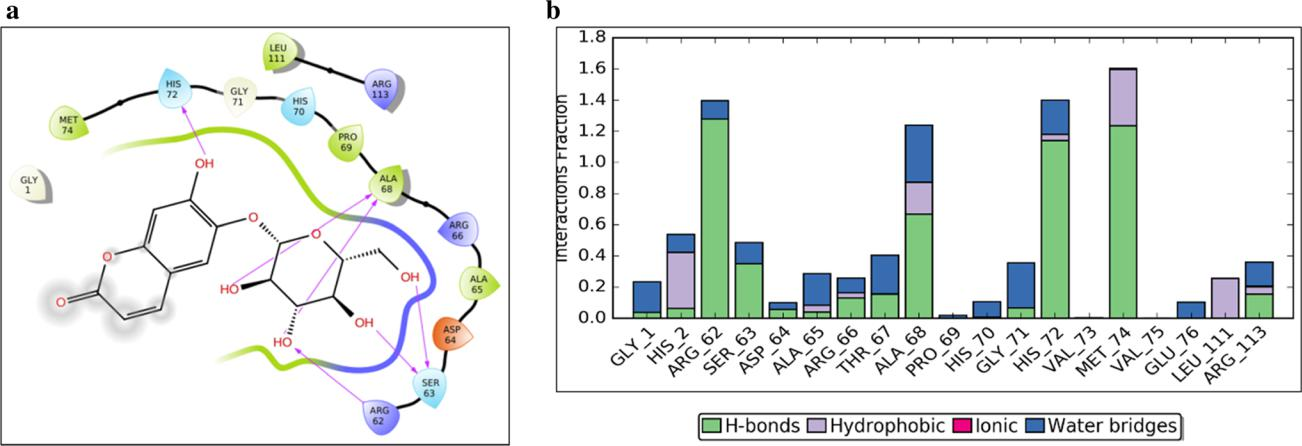 a
b
LEU
111
ARG
113
HIS
72
GLY
71
HIS
70
MET
74
PRO
69
GLY
1
ALA
68
ARG
66
ALA
65
ASP
64
SER
63
ARG
62
OH
O
O
O
O
HO
OH
OH
HO
Interactions Fraction
1.8
1.6
1.4
1.2
1.0
0.8
0.6
0.4
0.2
0.0
GLY_1
HIS_2
ARG_62
SER_63
ASP_64
ALA_65
ARG_66
THR_67
ALA_68
PRO_69
HIS_70
GLY_71
HIS_72
VAL_73
MET_74
VAL_75
GLU_76
LEU_111
ARG_113
H-bonds Hydrophobic Ionic Water bridges